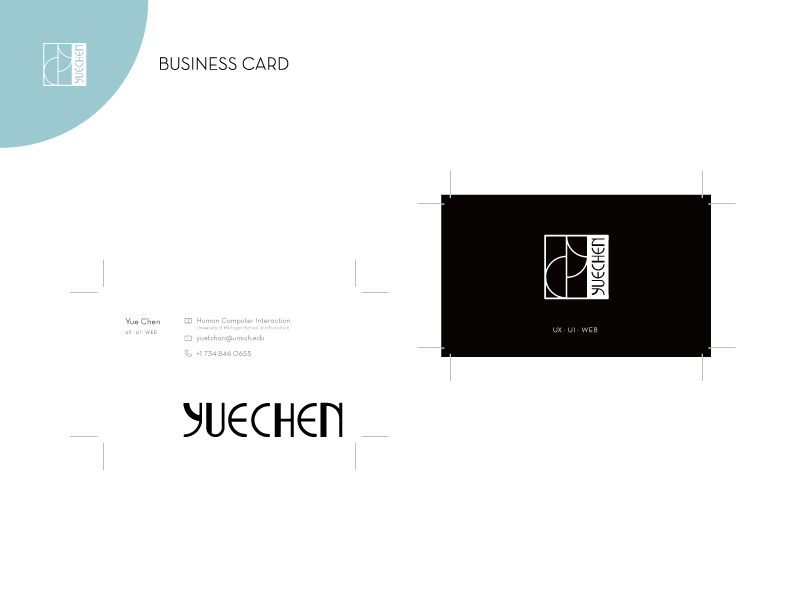 YUECHEN
BUSINESS CARD
YUECHEN
UX · UI · WEB
Yue Chen
UX · UI · WEB
Human Computer Interaction
University of Michigan School of Information
yuetchen@umich.edu
+1 734 846 0655
YUECHEN